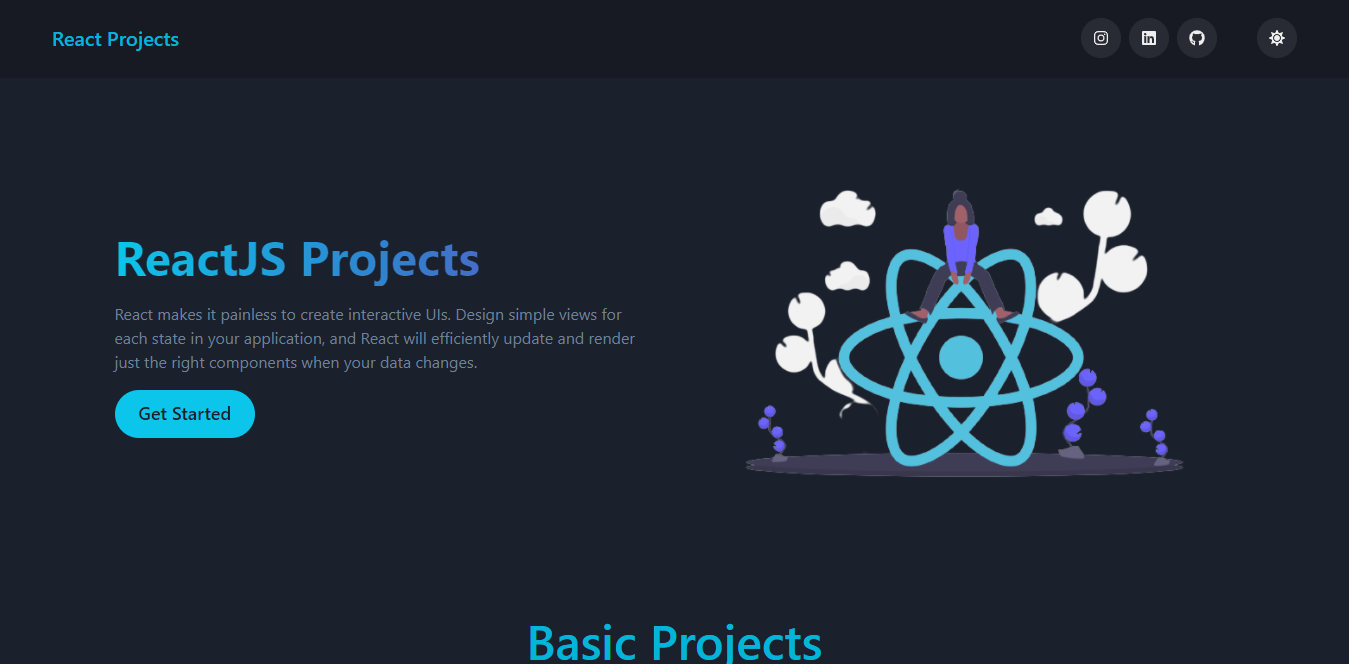 React Projects
ReactJS Projects
React makes it painless to create interactive UIs. Design simple views for
each state in your application, and React will efficiently update and render
just the right components when your data changes.
Get Started
Basic Projects